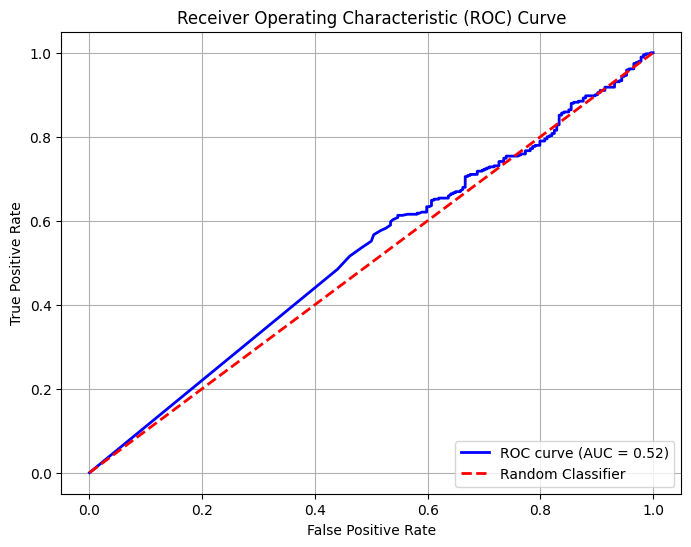 Receiver Operating Characteristic (ROC) Curve
True Positive Rate
1.0
0.8
0.6
0.4
0.2
0.0
0.0 0.2 0.4 0.6 0.8 1.0
False Positive Rate
ROC curve (AUC = 0.52)
Random Classifier